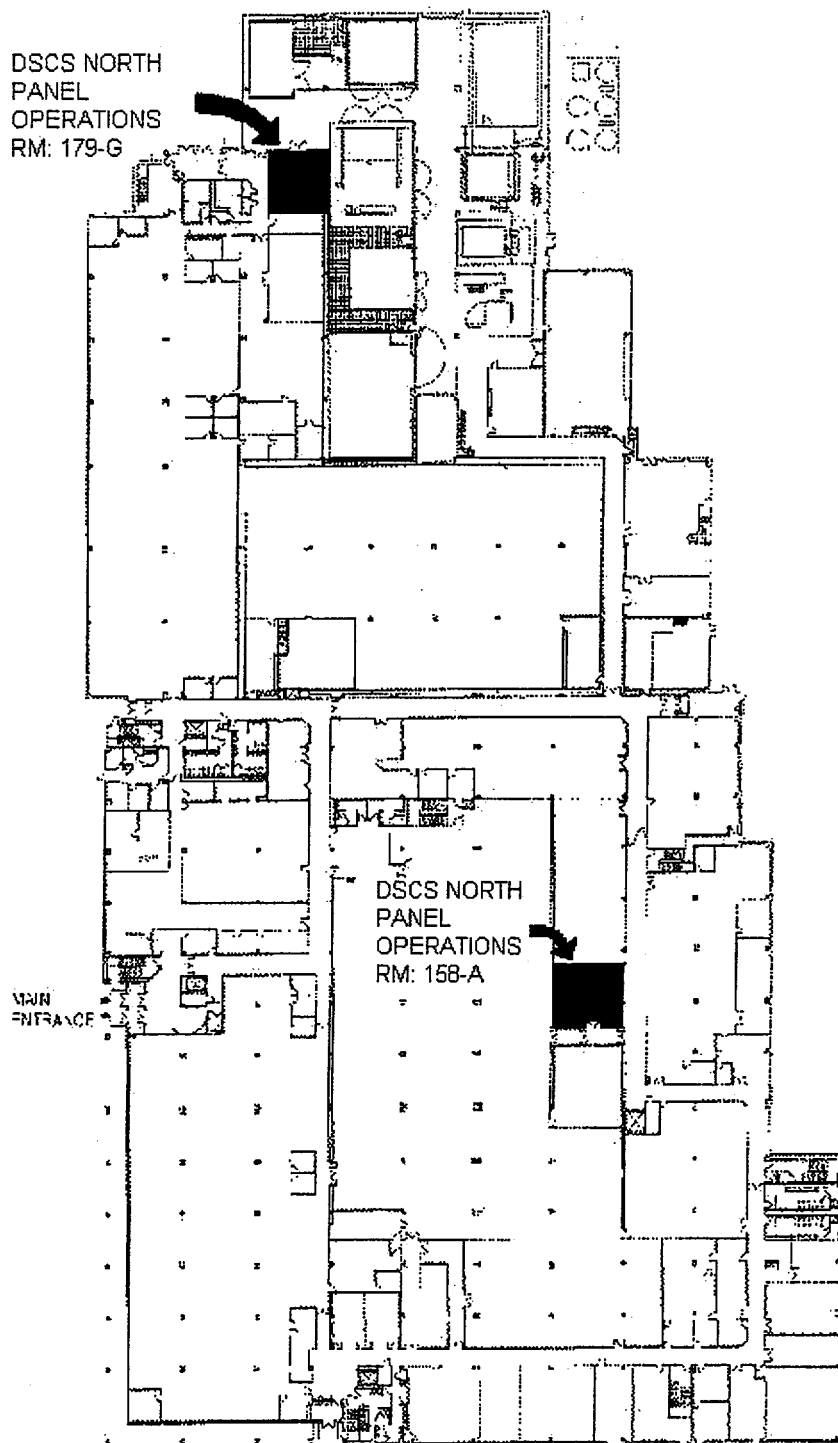 DSCS NORTH
PANEL
OPERATIONS
RM: 179-G
DSCS NORTH
PANEL
OPERATIONS
RM: 158-A
MAIN
ENTRANCE